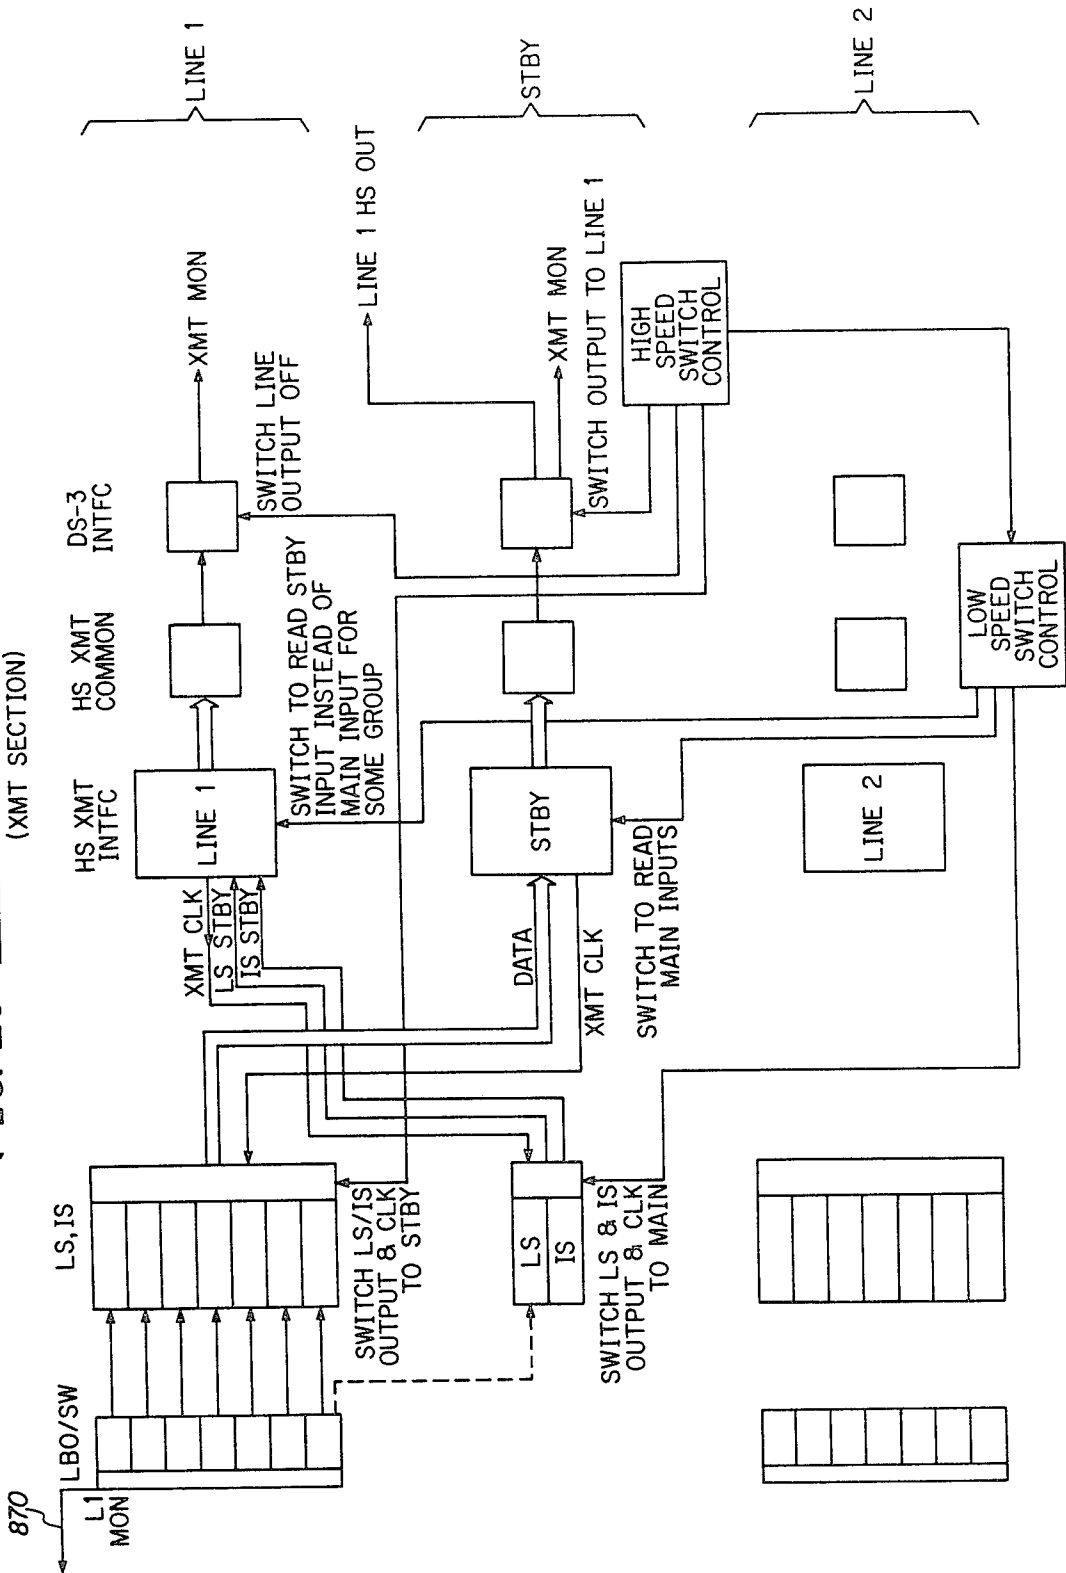 (XMT SECTION)
870
L1
MON
LBO/SW
LS,IS
HS XMT
INTFC
HS XMT
COMMON
DS-3
INTFC
LINE 1
XMT CLK
LS STBY
IS STBY
LINE 1
XMT MON
SWITCH LINE
OUTPUT OFF
SWITCH TO READ STBY
INPUT INSTEAD OF
MAIN INPUT FOR
SOME GROUP
SWITCH LS/IS
OUTPUT & CLK
TO STBY
LINE 1 HS OUT
STBY
LS
IS
DATA
XMT CLK
STBY
XMT MON
SWITCH OUTPUT TO LINE 1
SWITCH LS & IS
OUTPUT & CLK
TO MAIN
SWITCH TO READ
MAIN INPUTS
HIGH
SPEED
SWITCH
CONTROL
LINE 2
LINE 2
LOW
SPEED
SWITCH
CONTROL